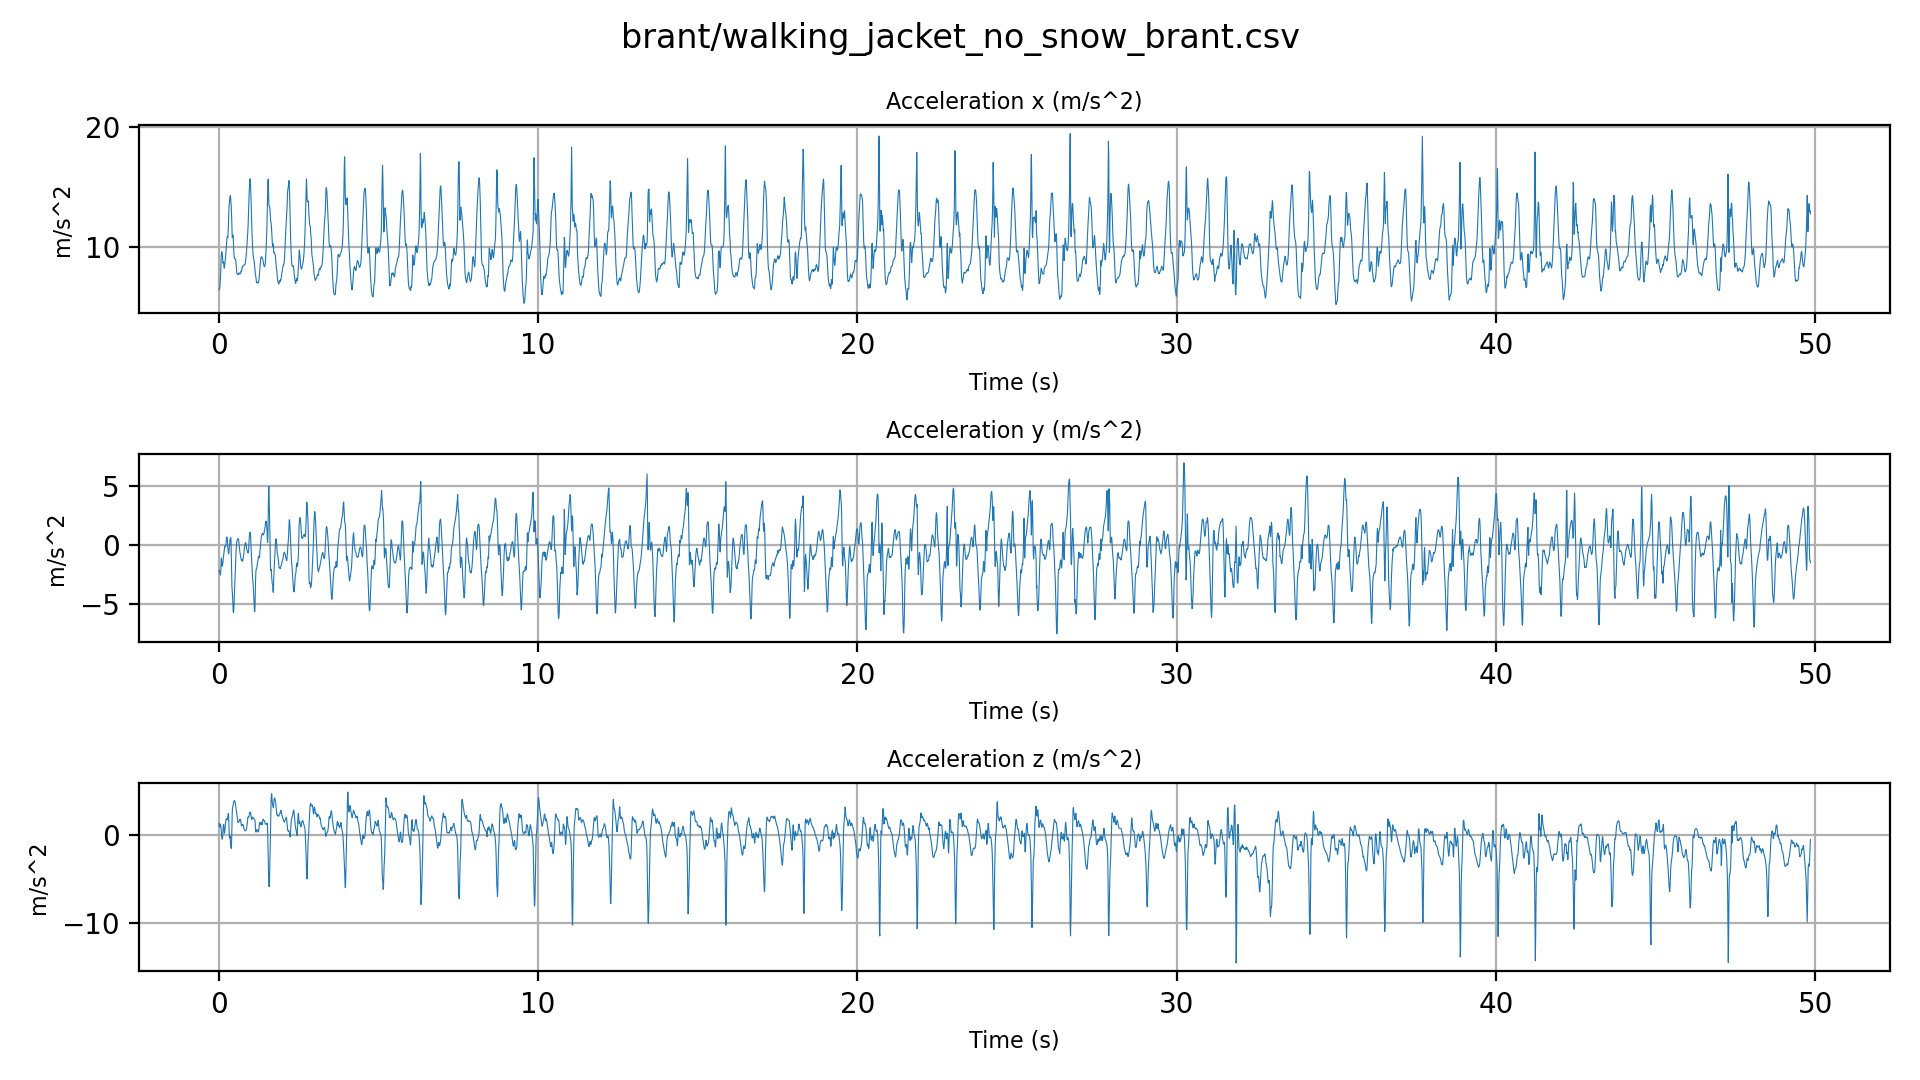 brant/walking_jacket_no_snow_brant.csv
Acceleration x (m/s^2)
m/s^2
20
10
0 10 20 30 40 50
Time (s)
Acceleration y (m/s^2)
m/s^2
5
0
−5
0 10 20 30 40 50
Time (s)
Acceleration z (m/s^2)
m/s^2
0
−10
0 10 20 30 40 50
Time (s)